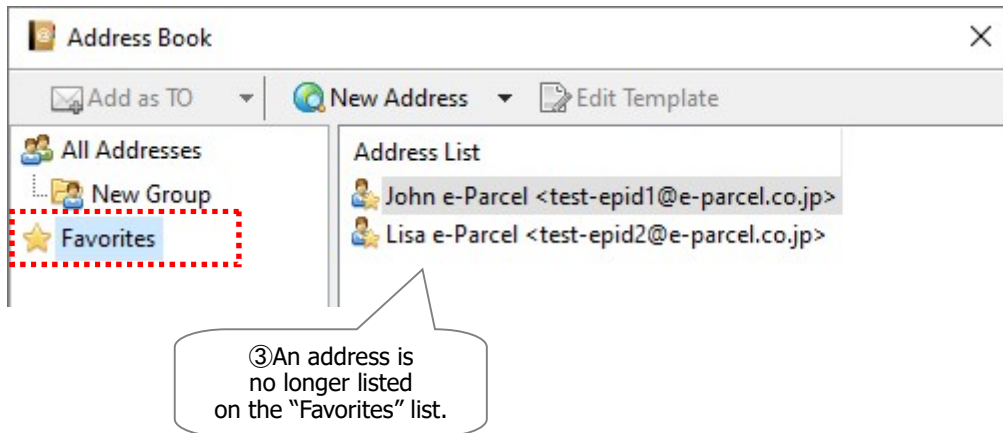 Address Book
Add as TO
New Address
Edit Template
All Addresses
New Group
Favorites
Address List
John e-Parcel <test-epid1@e-parcel.co.jp>
Lisa e-Parcel <test-epid2@e-parcel.co.jp>
③An address is
no longer listed
on the “Favorites” list.